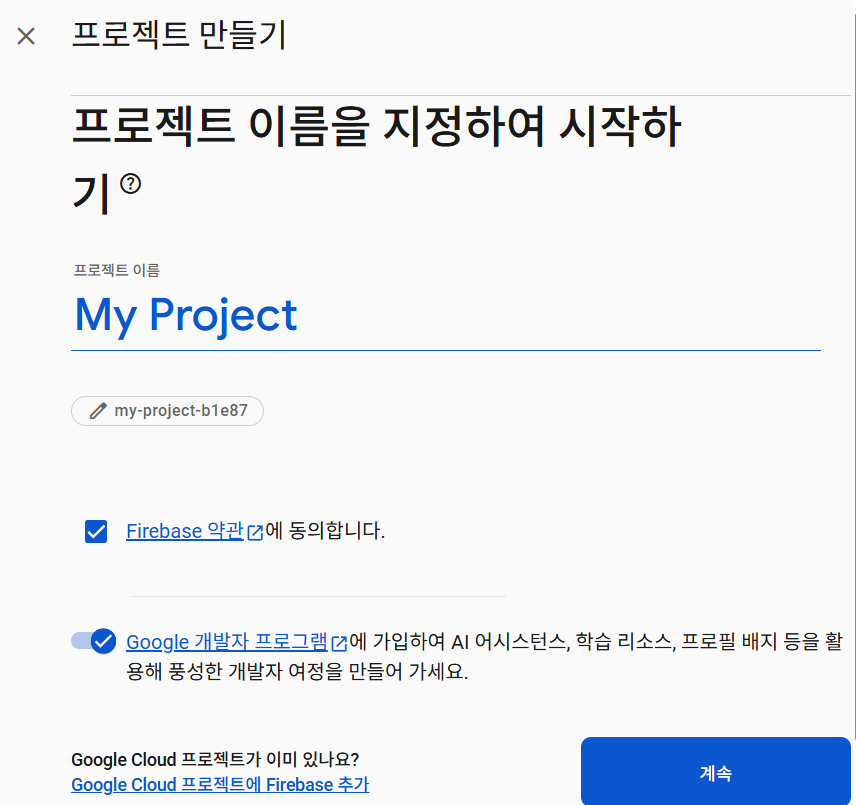 프로젝트 만들기
프로젝트 이름을 지정하여 시작하
기
프로젝트 이름
My Project
my-project-b1e87
Firebase 약관에 동의합니다.
Google 개발자 프로그램에 가입하여 AI 어시스턴스, 학습 리소스, 프로필 배지 등을 활
용해 풍성한 개발자 여정을 만들어 가세요.
Google Cloud 프로젝트가 이미 있나요?
Google Cloud 프로젝트에 Firebase 추가
계속